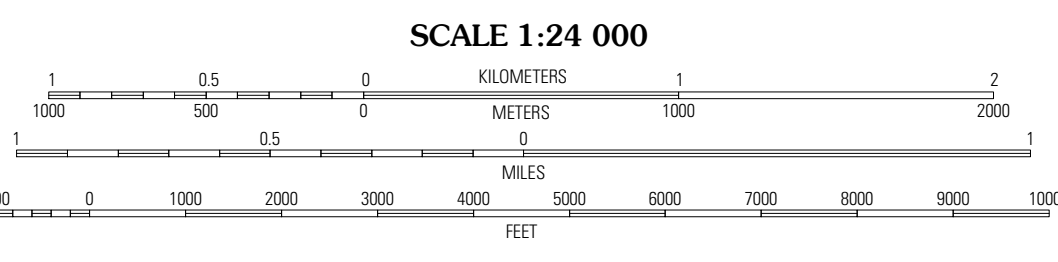 SCALE 1:24 000
1 0.5 0 KILOMETERS 1 2
1000 500 0 METERS 1000 2000
1 0.5 0 1
MILES
0 1000 2000 3000 4000 5000 6000 7000 8000 9000
FEET